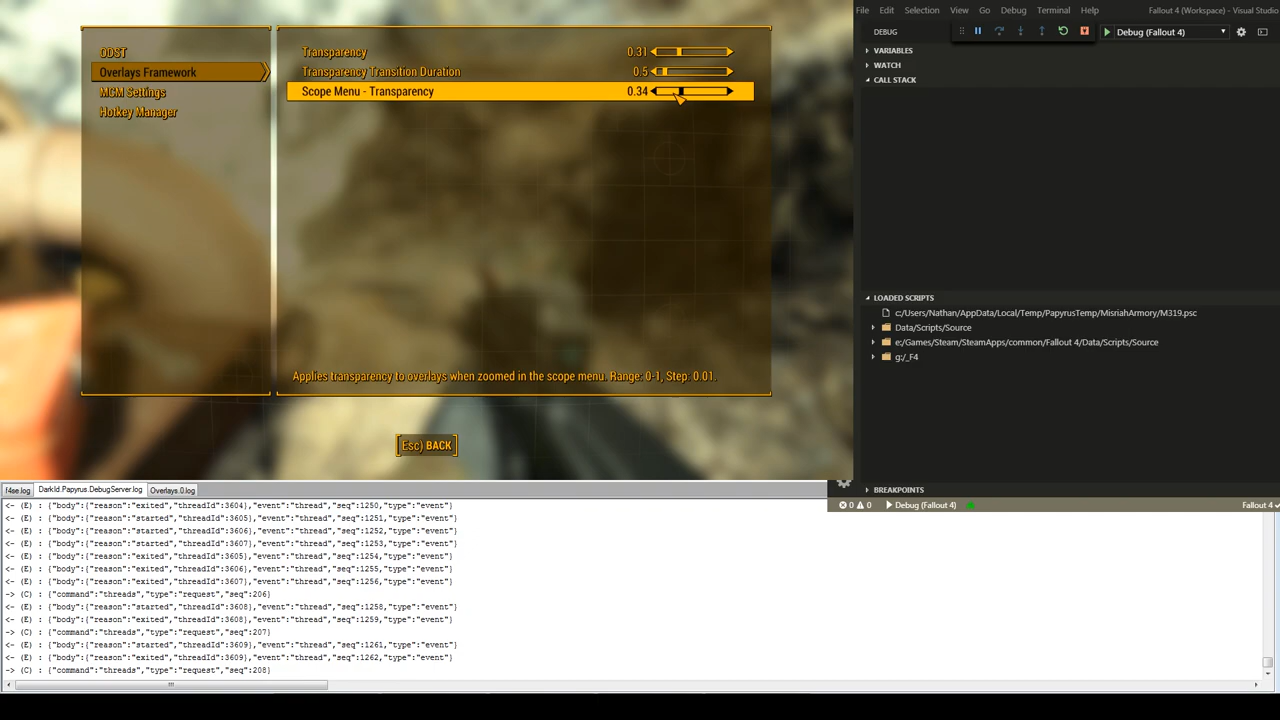 ODST
Overlays Framework
MCM Settings
Hotkey Manager
Transparency 0.31
Transparency Transition Duration 0.5
Scope Menu - Transparency 0.34
Applies transparency to overlays when zoomed in the scope menu. Range: 0-1, Step: 0.01.
Esc) BACK
File Edit Selection View Go Debug Terminal Help Fallout 4 (Workspace) - Visual Studio
DEBUG Debug (Fallout 4)
VARIABLES
WATCH
CALL STACK
LOADED SCRIPTS
c:/Users/Nathan/AppData/Local/Temp/PapyrusTemp/MisriahArmory/M319.psc
Data/Scripts/Source
e:/Games/Steam/SteamApps/common/Fallout 4/Data/Scripts/Source
g:/_F4
BREAKPOINTS
0 0 Debug (Fallout 4) Fallout 4
f4se.log DarkId.Papyrus.DebugServer.log Overlays.0.log
<- (E) : {"body":{"reason":"exited","threadId":3604},"event":"thread","seq":1250,"type":"event"}
<- (E) : {"body":{"reason":"started","threadId":3605},"event":"thread","seq":1251,"type":"event"}
<- (E) : {"body":{"reason":"started","threadId":3606},"event":"thread","seq":1252,"type":"event"}
<- (E) : {"body":{"reason":"started","threadId":3607},"event":"thread","seq":1253,"type":"event"}
<- (E) : {"body":{"reason":"exited","threadId":3605},"event":"thread","seq":1254,"type":"event"}
<- (E) : {"body":{"reason":"exited","threadId":3606},"event":"thread","seq":1255,"type":"event"}
<- (E) : {"body":{"reason":"exited","threadId":3607},"event":"thread","seq":1256,"type":"event"}
-> (C) : {"command":"threads","type":"request","seq":206}
<- (E) : {"body":{"reason":"started","threadId":3608},"event":"thread","seq":1258,"type":"event"}
<- (E) : {"body":{"reason":"exited","threadId":3608},"event":"thread","seq":1259,"type":"event"}
-> (C) : {"command":"threads","type":"request","seq":207}
<- (E) : {"body":{"reason":"started","threadId":3609},"event":"thread","seq":1261,"type":"event"}
<- (E) : {"body":{"reason":"exited","threadId":3609},"event":"thread","seq":1262,"type":"event"}
-> (C) : {"command":"threads","type":"request","seq":208}